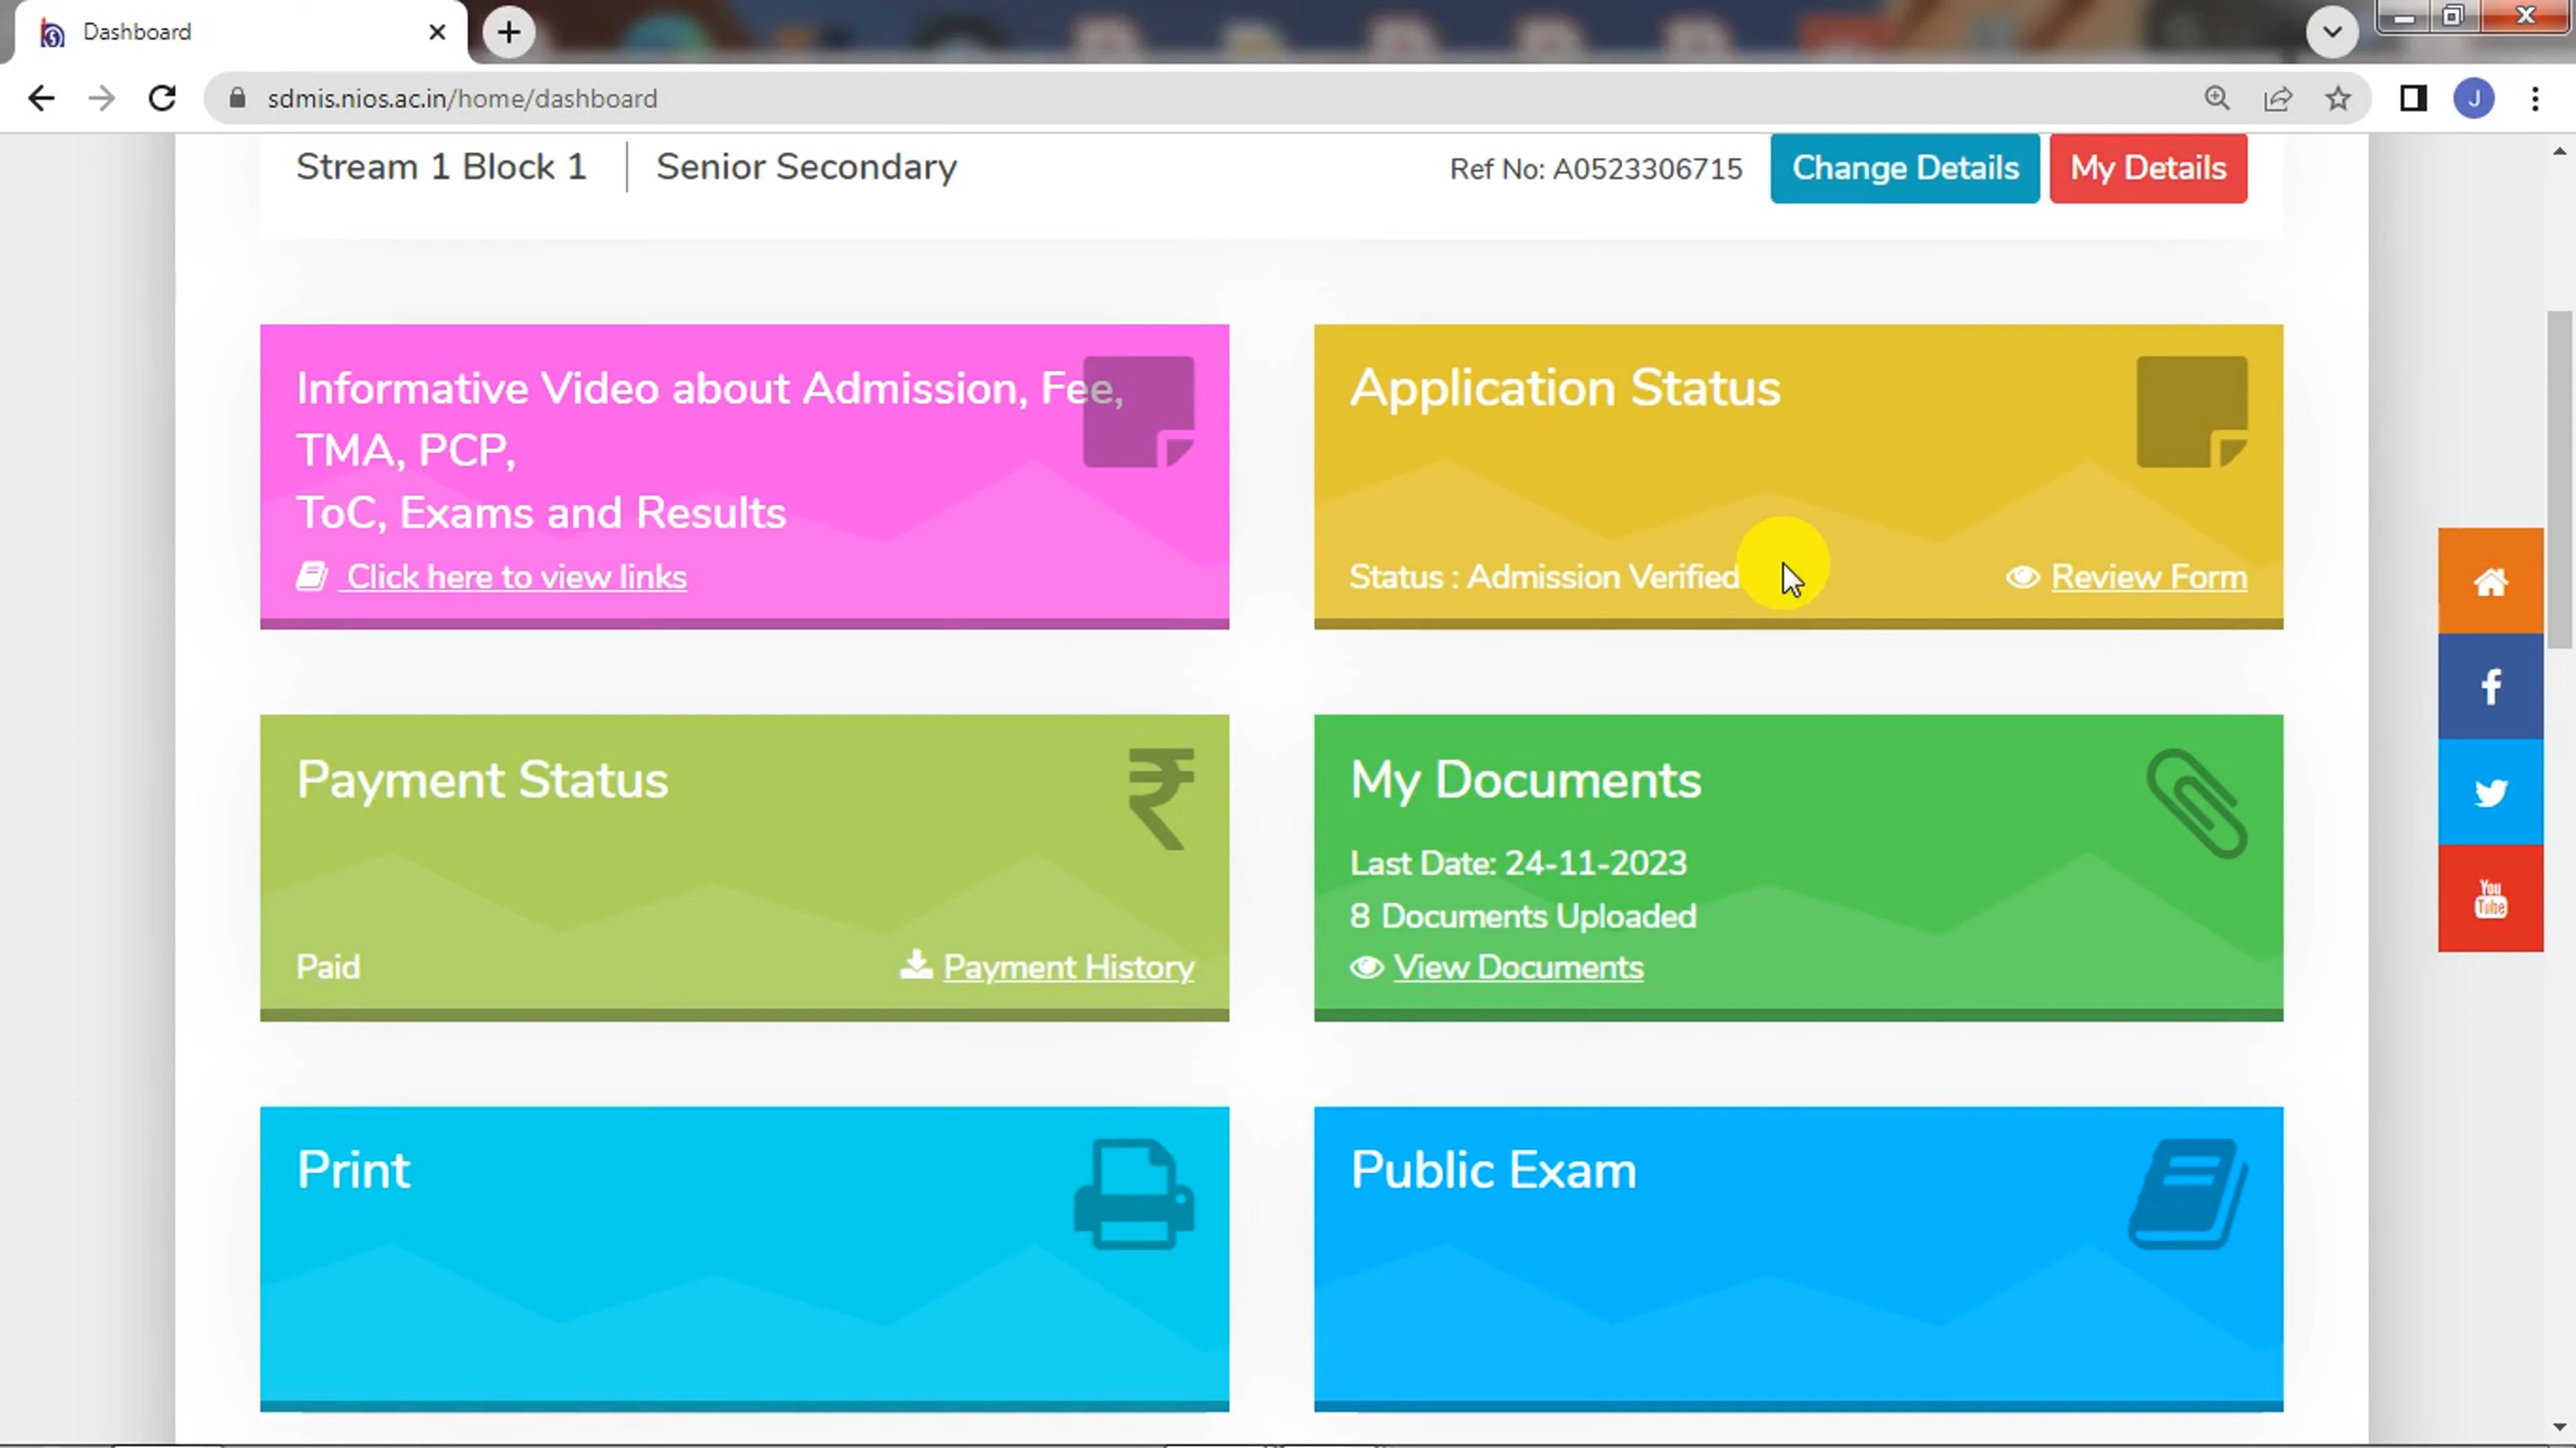 Dashboard
sdmis.nios.ac.in/home/dashboard
J
Stream 1 Block 1 Senior Secondary
Ref No: A0523306715 Change Details My Details
Informative Video about Admission, Fee,
TMA, PCP,
ToC, Exams and Results
Click here to view links
Application Status
Status : Admission Verified
Review Form
Payment Status
₹
Paid
Payment History
My Documents
Last Date: 24-11-2023
8 Documents Uploaded
View Documents
Print
Public Exam
You
Tube